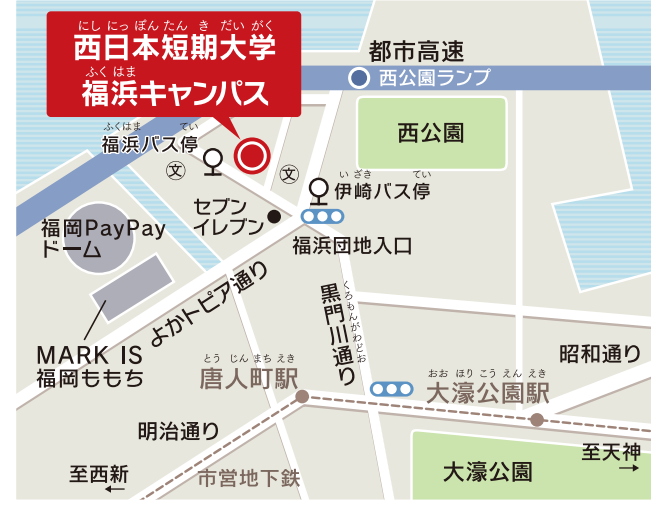 にし にっ ぽん たん き だい がく
西日本短期大学
ふく はま
福浜キャンパス
都市高速
西公園ランプ
西公園
ふくはま てい
福浜バス停
文
文
い ざき てい
伊崎バス停
セブン
イレブン
福浜団地入口
福岡PayPay
ドーム
よかトピア通り
くろもんがわどお
黒門川通り
MARK IS
福岡ももち
昭和通り
とう じん まち えき
唐人町駅
おお ほり こう えん えき
大濠公園駅
明治通り
至天神
→
大濠公園
至西新
←
市営地下鉄